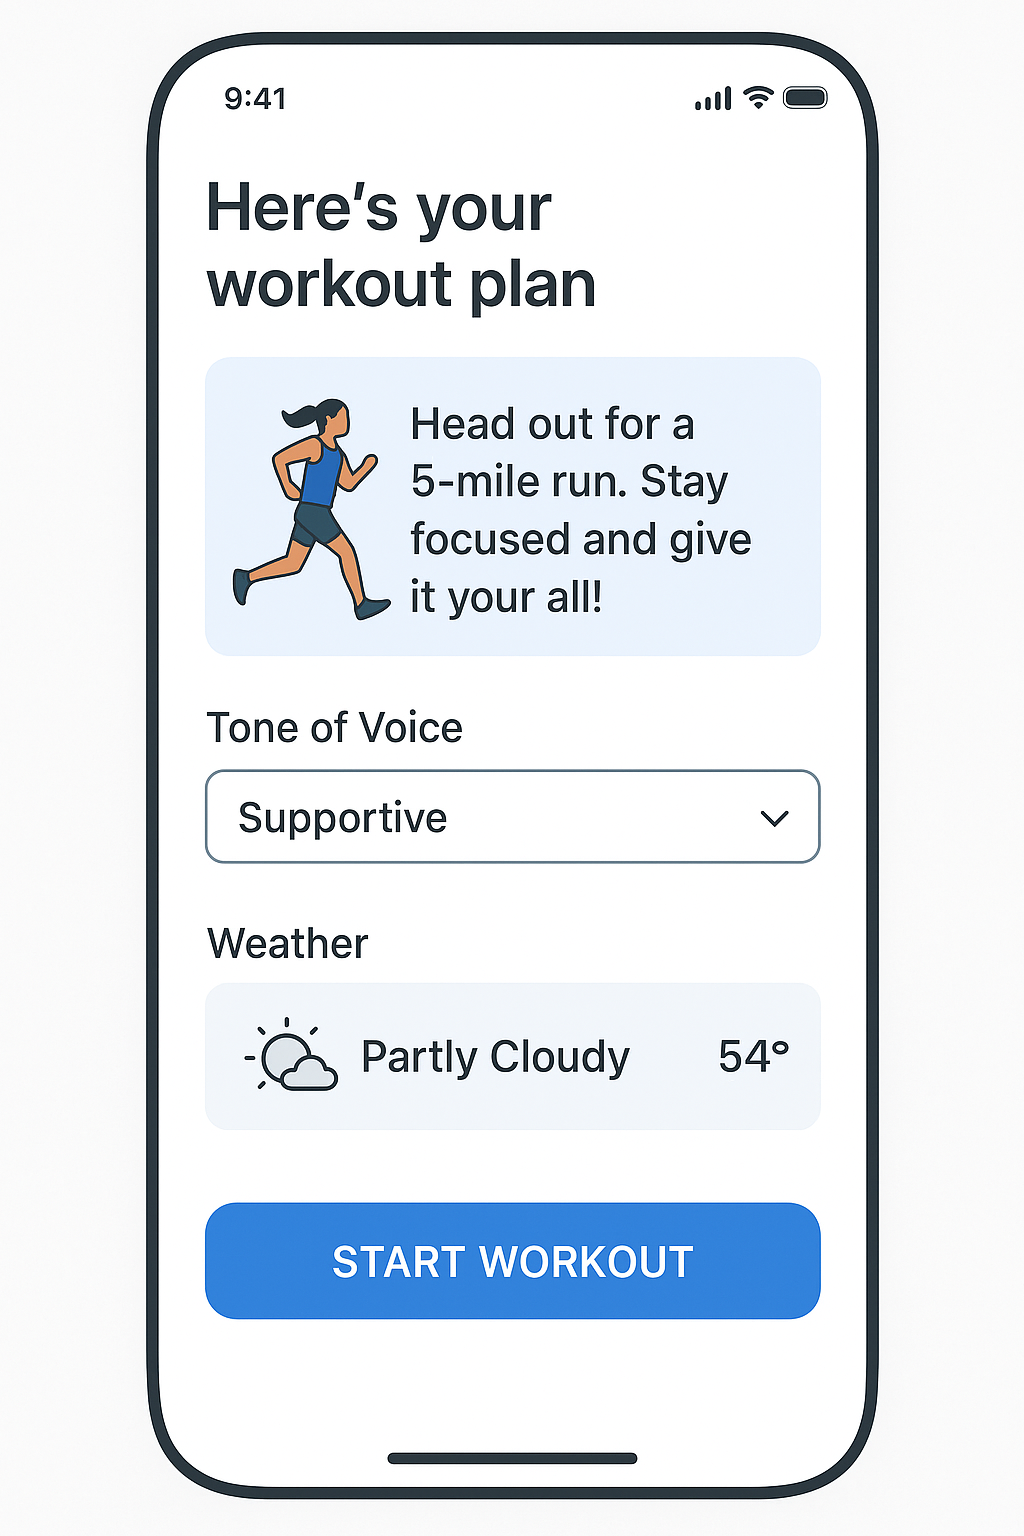 9:41
Here's your
workout plan
Head out for a
5-mile run. Stay
focused and give
it your all!
Tone of Voice
Supportive
Weather
Partly Cloudy 54°
START WORKOUT